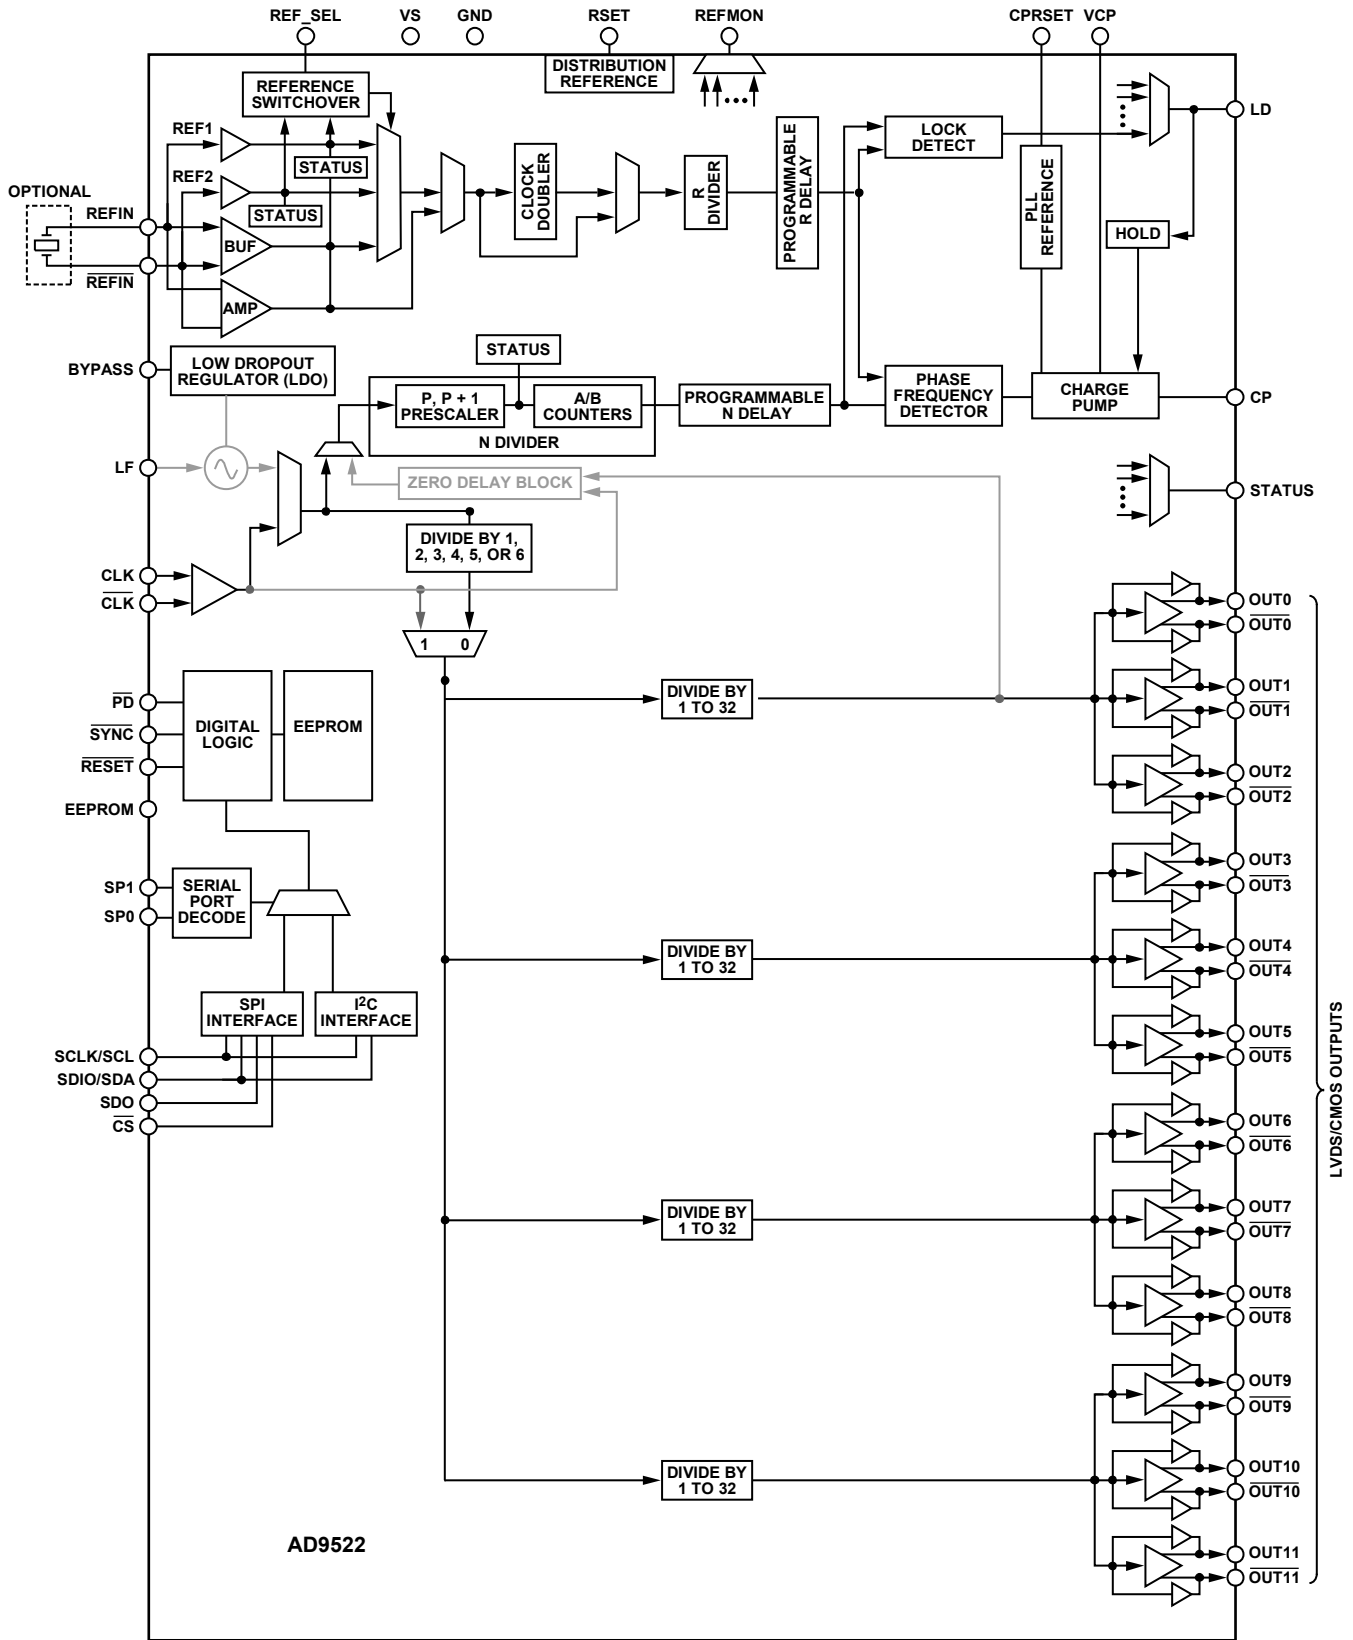 REF_SEL
VS
GND
RSET
REFMON
CPRSET
VCP
DISTRIBUTION
REFERENCE
REFERENCE
SWITCHOVER
LD
REF1
STATUS
REF2
STATUS
CLOCK
DOUBLER
R
DIVIDER
PROGRAMMABLE
R DELAY
LOCK
DETECT
PLL
REFERENCE
HOLD
OPTIONAL
REFIN
BUF
REFIN
AMP
BYPASS
LOW DROPOUT
REGULATOR (LDO)
STATUS
P, P + 1
PRESCALER
A/B
COUNTERS
N DIVIDER
PROGRAMMABLE
N DELAY
PHASE
FREQUENCY
DETECTOR
CHARGE
PUMP
CP
LF
ZERO DELAY BLOCK
STATUS
DIVIDE BY 1,
2, 3, 4, 5, OR 6
CLK
CLK
1 0
OUT0
OUT0
PD
SYNC
RESET
DIGITAL
LOGIC
EEPROM
EEPROM
DIVIDE BY
1 TO 32
OUT1
OUT1
OUT2
OUT2
SP1
SP0
SERIAL
PORT
DECODE
OUT3
OUT3
DIVIDE BY
1 TO 32
OUT4
OUT4
SPI
INTERFACE
I2C
INTERFACE
OUT5
OUT5
SCLK/SCL
SDIO/SDA
SDO
CS
LVDS/CMOS OUTPUTS
OUT6
OUT6
DIVIDE BY
1 TO 32
OUT7
OUT7
OUT8
OUT8
OUT9
OUT9
DIVIDE BY
1 TO 32
OUT10
OUT10
AD9522
OUT11
OUT11